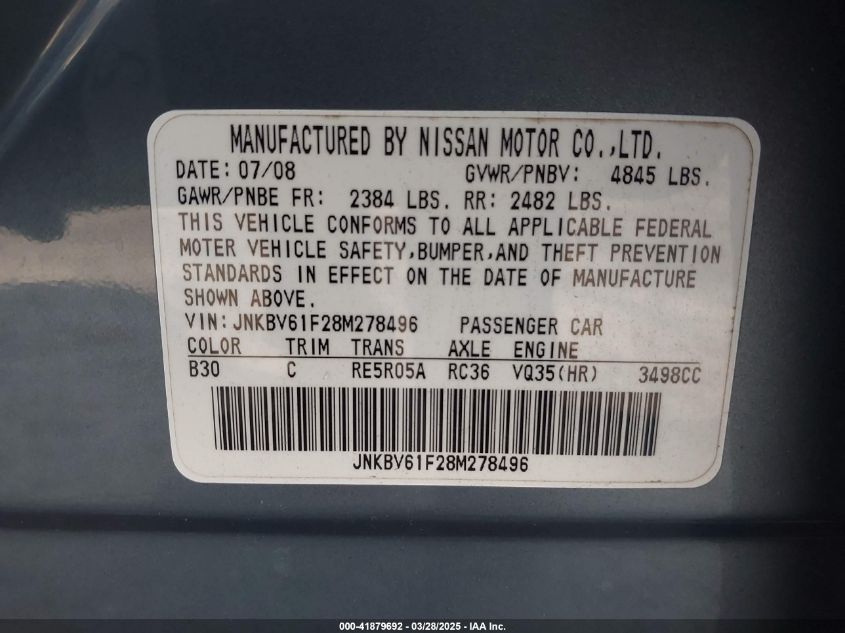 MANUFACTURED BY NISSAN MOTOR CO.,LTD.
DATE: 07/08 GVWR/PNBV: 4845 LBS.
GAWR/PNBE FR: 2384 LBS. RR: 2482 LBS.
THIS VEHICLE CONFORMS TO ALL APPLICABLE FEDERAL
MOTER VEHICLE SAFETY,BUMPER,AND THEFT PREVENTION
STANDARDS IN EFFECT ON THE DATE OF MANUFACTURE
SHOWN ABOVE.
VIN: JNKBV61F28M278496 PASSENGER CAR
COLOR TRIM TRANS AXLE ENGINE
B30 C RE5R05A RC36 VQ35(HR) 3498CC
JNKBV61F28M278496
000-41879692 - 03/28/2025 - IAA Inc.